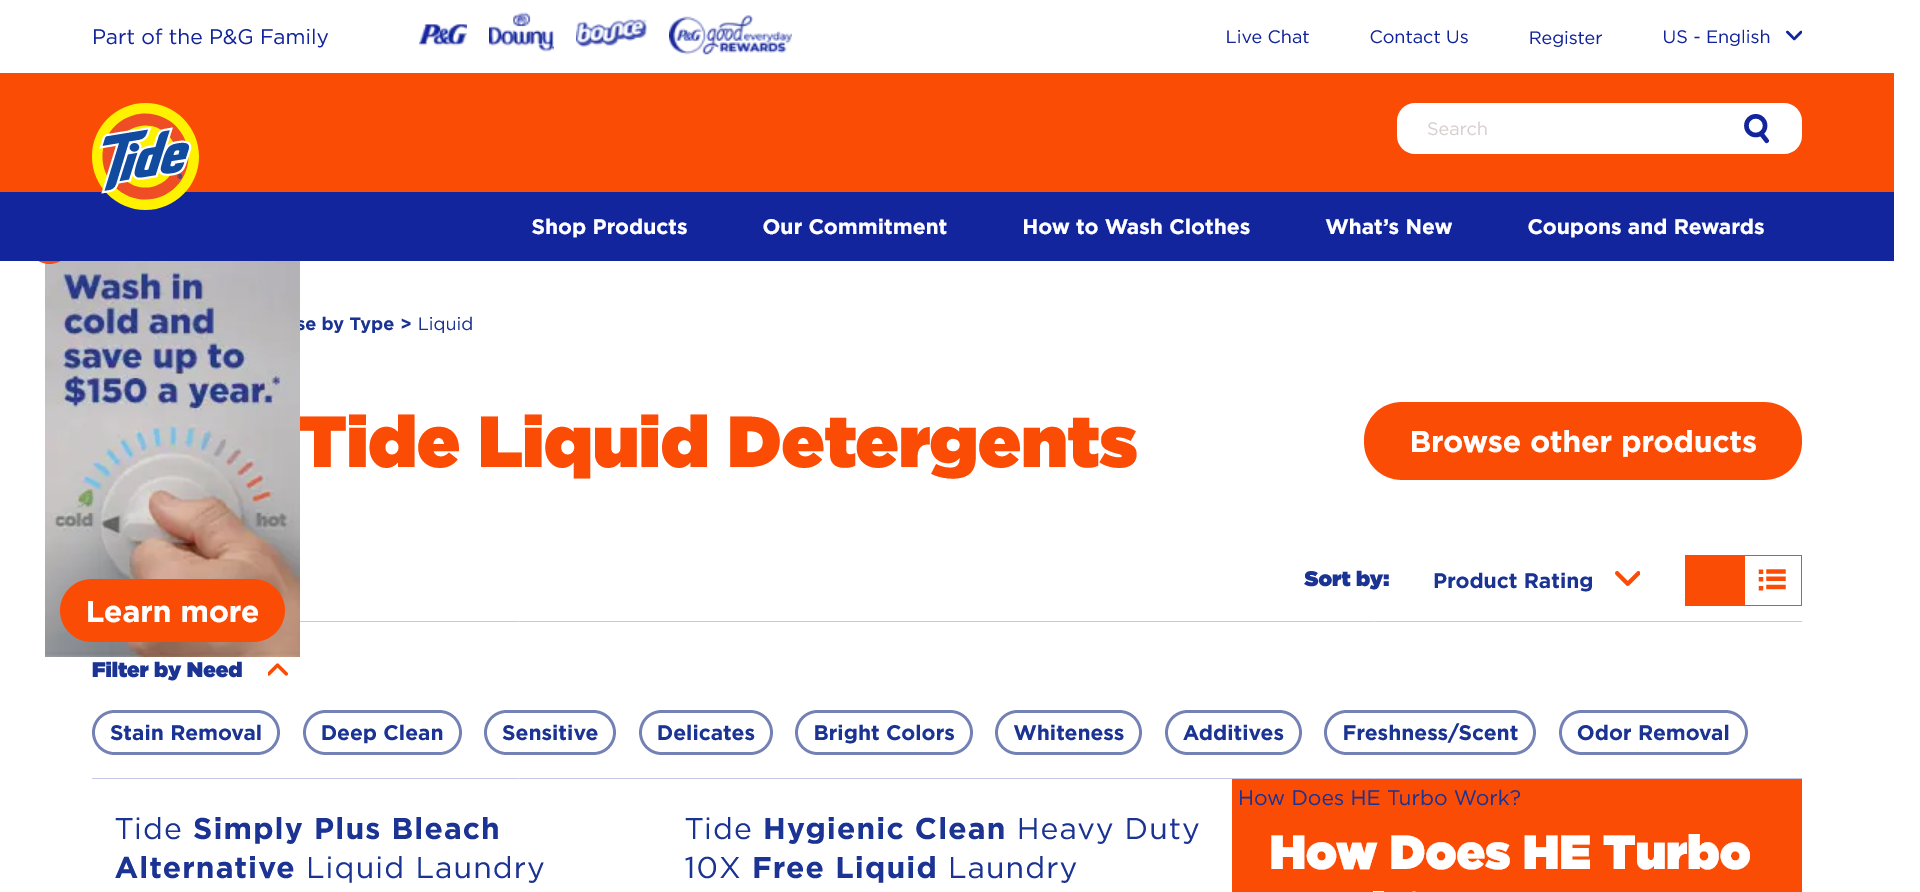 Part of the P&G Family
P&G
Downy
bounce
P&G good everyday REWARDS
Live Chat
Contact Us
Register
US - English
Tide
Search
Shop Products
Our Commitment
How to Wash Clothes
What's New
Coupons and Rewards
Wash in
cold and
save up to
$150 a year.*
cold
hot
Learn more
se by Type > Liquid
Tide Liquid Detergents
Browse other products
Sort by:
Product Rating
Filter by Need
Stain Removal
Deep Clean
Sensitive
Delicates
Bright Colors
Whiteness
Additives
Freshness/Scent
Odor Removal
Tide Simply Plus Bleach
Alternative Liquid Laundry
Tide Hygienic Clean Heavy Duty
10X Free Liquid Laundry
How Does HE Turbo Work?
How Does HE Turbo